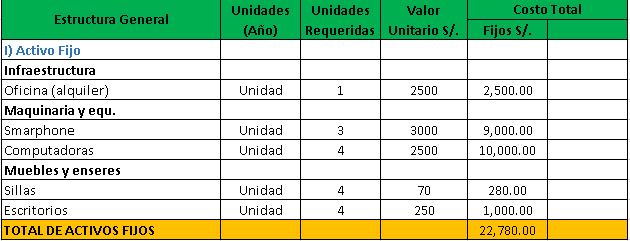 Estructura General Unidades (Año) Unidades Requeridas Valor Unitario S/. Costo Total
Fijos S/.
I) Activo Fijo
Infraestructura
Oficina (alquiler) Unidad 1 2500 2,500.00
Maquinaria y equ.
Smarphone Unidad 3 3000 9,000.00
Computadoras Unidad 4 2500 10,000.00
Muebles y enseres
Sillas Unidad 4 70 280.00
Escritorios Unidad 4 250 1,000.00
TOTAL DE ACTIVOS FIJOS 22,780.00